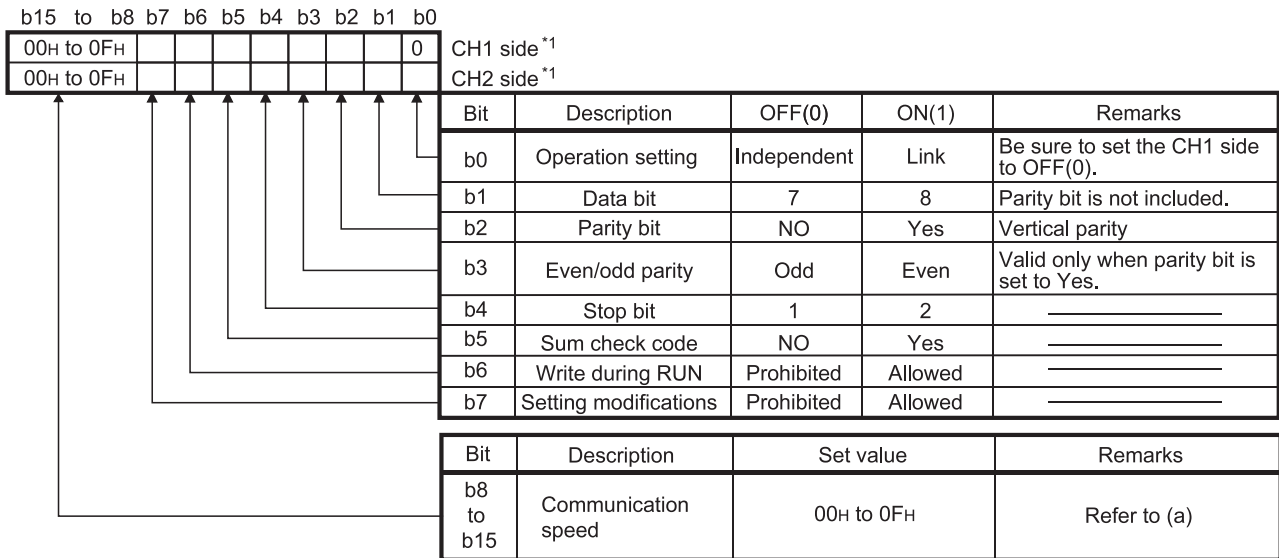 b15 to b8 b7 b6 b5 b4 b3 b2 b1 b0
00H to 0FH 0 CH1 side *1
00H to 0FH CH2 side *1
Bit Description OFF(0) ON(1) Remarks
b0 Operation setting Independent Link Be sure to set the CH1 side
to OFF(0).
b1 Data bit 7 8 Parity bit is not included.
b2 Parity bit NO Yes Vertical parity
b3 Even/odd parity Odd Even Valid only when parity bit is
set to Yes.
b4 Stop bit 1 2
b5 Sum check code NO Yes
b6 Write during RUN Prohibited Allowed
b7 Setting modifications Prohibited Allowed
Bit Description Set value Remarks
b8
to
b15
Communication
speed
00H to 0FH
Refer to (a)